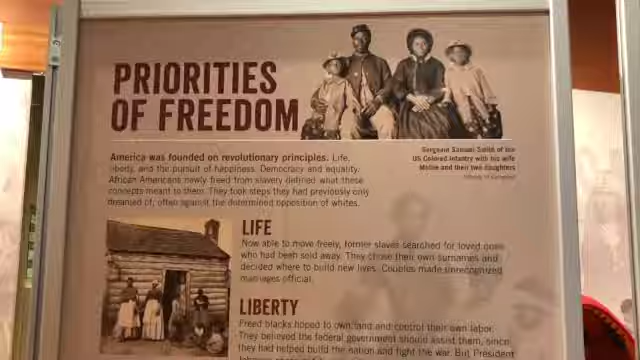 PRIORITIES
OF FREEDOM
Sergeant Samuel Smith of the
US Colored Infantry with his wife
Mollie and their two daughters
America was founded on revolutionary principles. Life,
liberty, and the pursuit of happiness. Democracy and equality.
African Americans newly freed from slavery defined what these
concepts meant to them. They took steps they had previously only
dreamed of, often against the determined opposition of whites.
LIFE
Now able to move freely, former slaves searched for loved ones
who had been sold away. They chose their own surnames and
decided where to build new lives. Couples made unrecognized
marriages official.
LIBERTY
Freed blacks hoped to own land and control their own labor.
They believed the federal government should assist them, since
they had helped build the nation and fight the war. But President